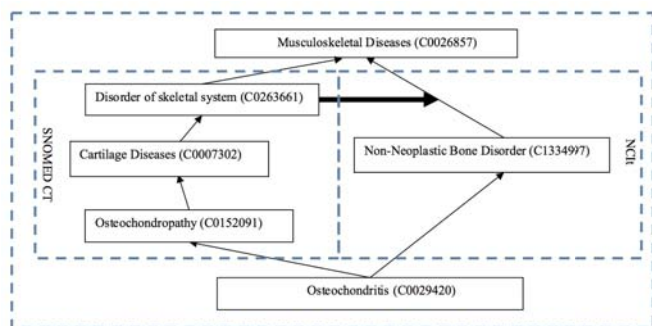 Musculoskeletal Diseases (C0026857)
Disorder of skeletal system (C0263661)
SNOMED CT
Cartilage Diseases (C0007302)
Non-Neoplastic Bone Disorder (C1334997)
NCIt
Osteochondropathy (C0152091)
Osteochondritis (C0029420)